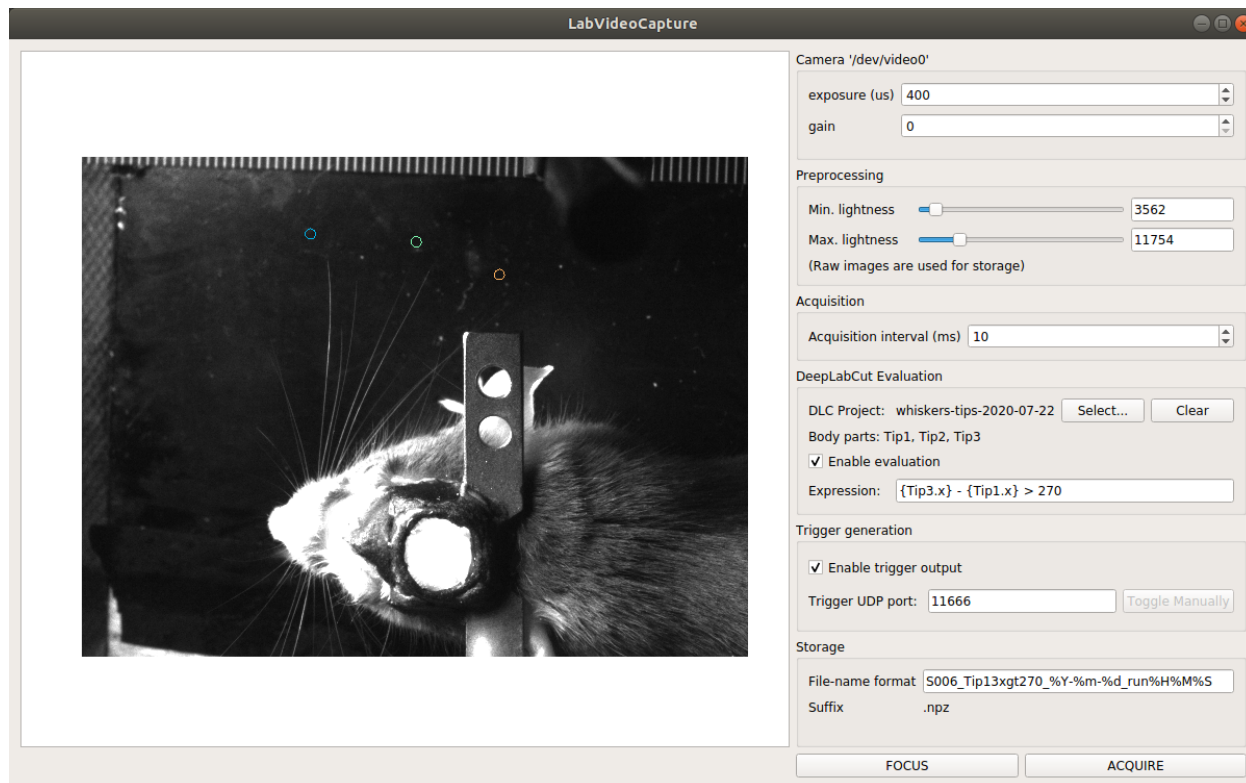 LabVideoCapture
Camera '/dev/video0'
exposure (us) 400
gain 0
Preprocessing
Min. lightness 3562
Max. lightness 11754
(Raw images are used for storage)
Acquisition
Acquisition interval (ms) 10
DeepLabCut Evaluation
DLC Project: whiskers-tips-2020-07-22 Select... Clear
Body parts: Tip1, Tip2, Tip3
Enable evaluation
Expression: {Tip3.x} - {Tip1.x} > 270
Trigger generation
Enable trigger output
Trigger UDP port: 11666 Toggle Manually
Storage
File-name format S006_Tip13xgt270_%Y-%m-%d_run%H%M%S
Suffix .npz
FOCUS ACQUIRE